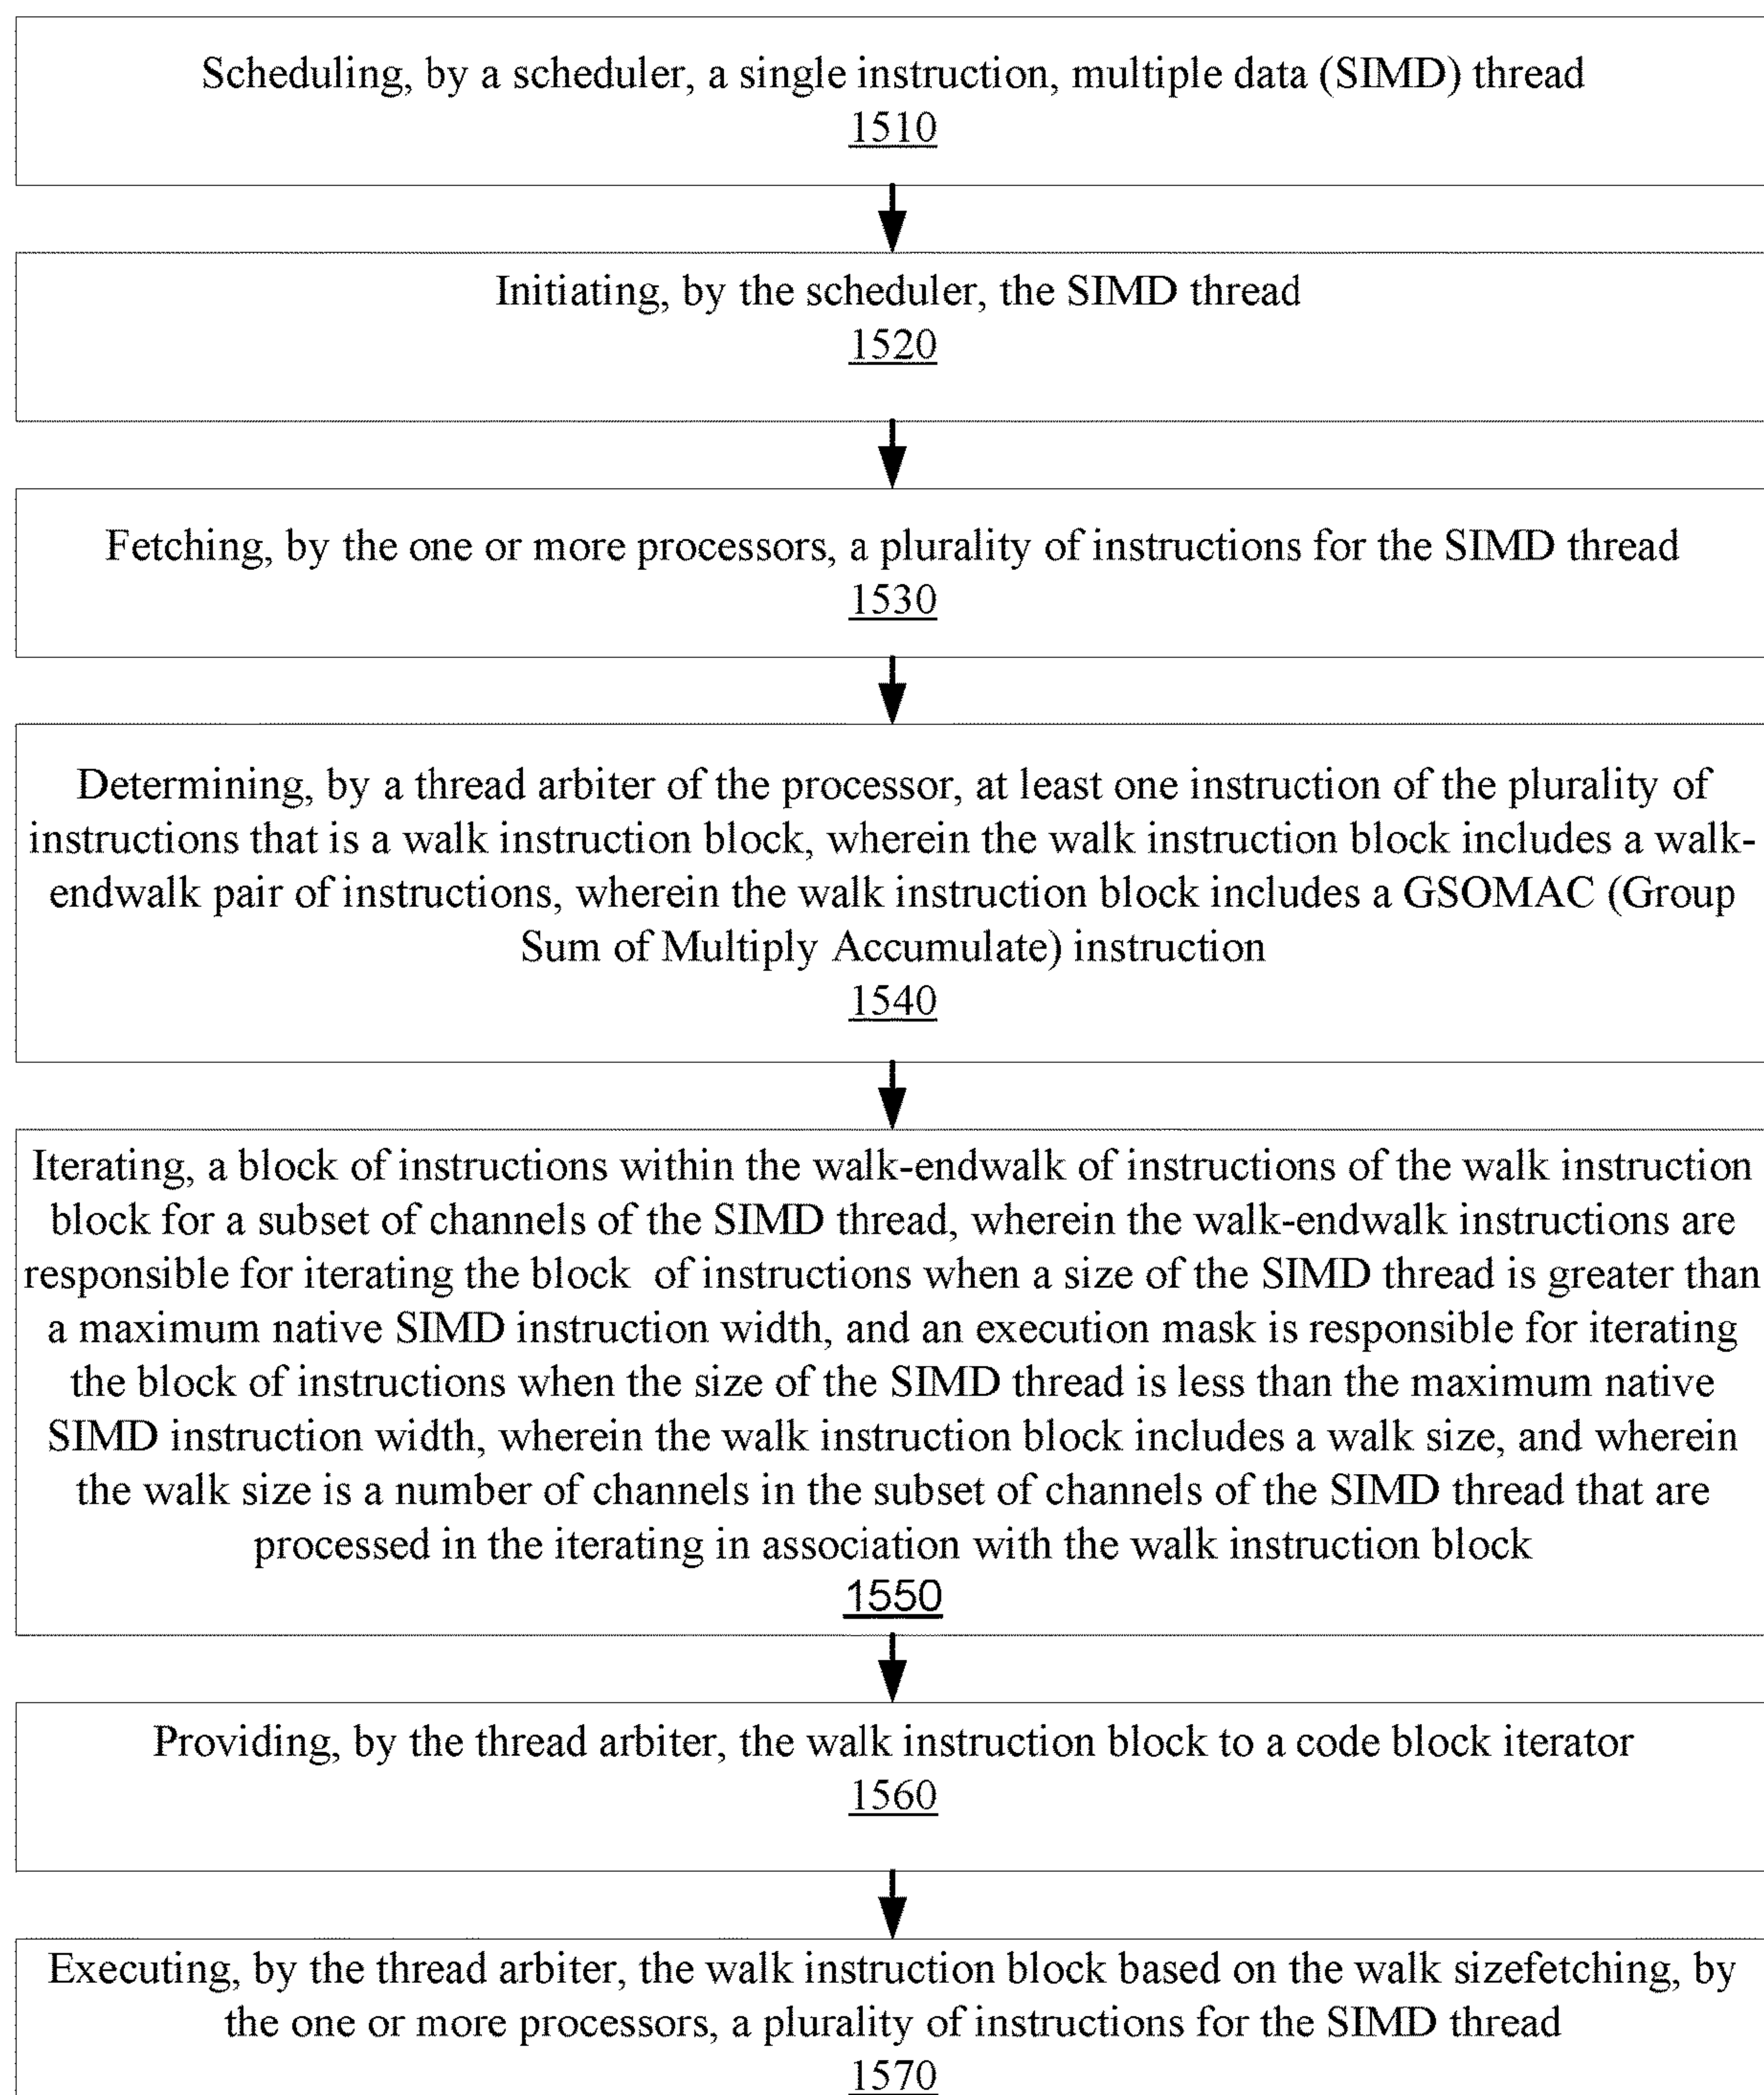 Scheduling, by a scheduler, a single instruction, multiple data (SIMD) thread
1510
Initiating, by the scheduler, the SIMD thread
1520
Fetching, by the one or more processors, a plurality of instructions for the SIMD thread
1530
Determining, by a thread arbiter of the processor, at least one instruction of the plurality of
instructions that is a walk instruction block, wherein the walk instruction block includes a walk-
endwalk pair of instructions, wherein the walk instruction block includes a GSOMAC (Group
Sum of Multiply Accumulate) instruction
1540
Iterating, a block of instructions within the walk-endwalk of instructions of the walk instruction
block for a subset of channels of the SIMD thread, wherein the walk-endwalk instructions are
responsible for iterating the block of instructions when a size of the SIMD thread is greater than
a maximum native SIMD instruction width, and an execution mask is responsible for iterating
the block of instructions when the size of the SIMD thread is less than the maximum native
SIMD instruction width, wherein the walk instruction block includes a walk size, and wherein
the walk size is a number of channels in the subset of channels of the SIMD thread that are
processed in the iterating in association with the walk instruction block
1550
Providing, by the thread arbiter, the walk instruction block to a code block iterator
1560
Executing, by the thread arbiter, the walk instruction block based on the walk sizefetching, by
the one or more processors, a plurality of instructions for the SIMD thread
1570